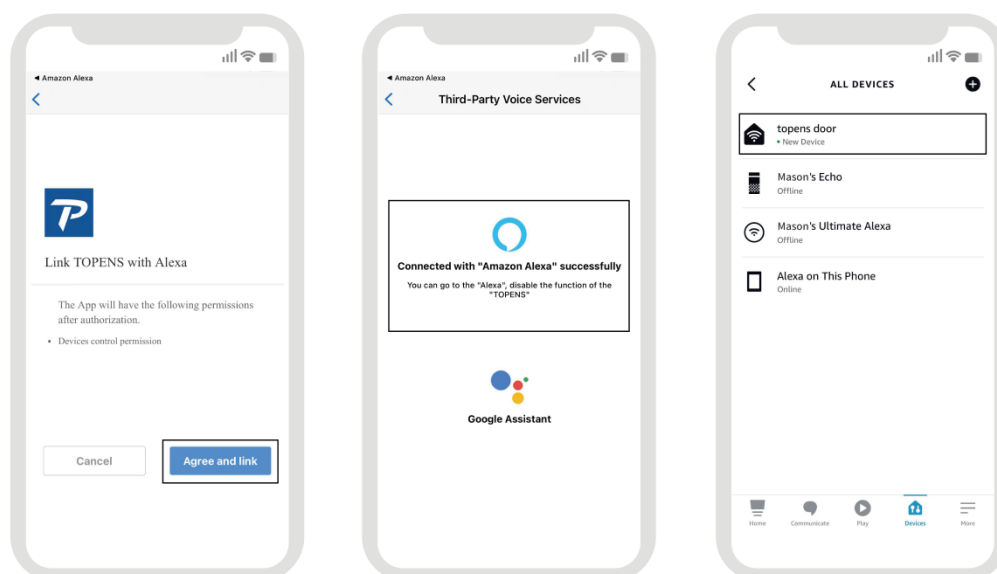 ◀ Amazon Alexa
Link TOPENS with Alexa
The App will have the following permissions
after authorization.
• Devices control permission
Cancel
Agree and link
◀ Amazon Alexa
Third-Party Voice Services
Connected with "Amazon Alexa" successfully
You can go to the "Alexa", disable the function of the
"TOPENS"
Google Assistant
ALL DEVICES
topens door
• New Device
Mason's Echo
Offline
Mason's Ultimate Alexa
Offline
Alexa on This Phone
Online
Home
Communicate
Play
Devices
More